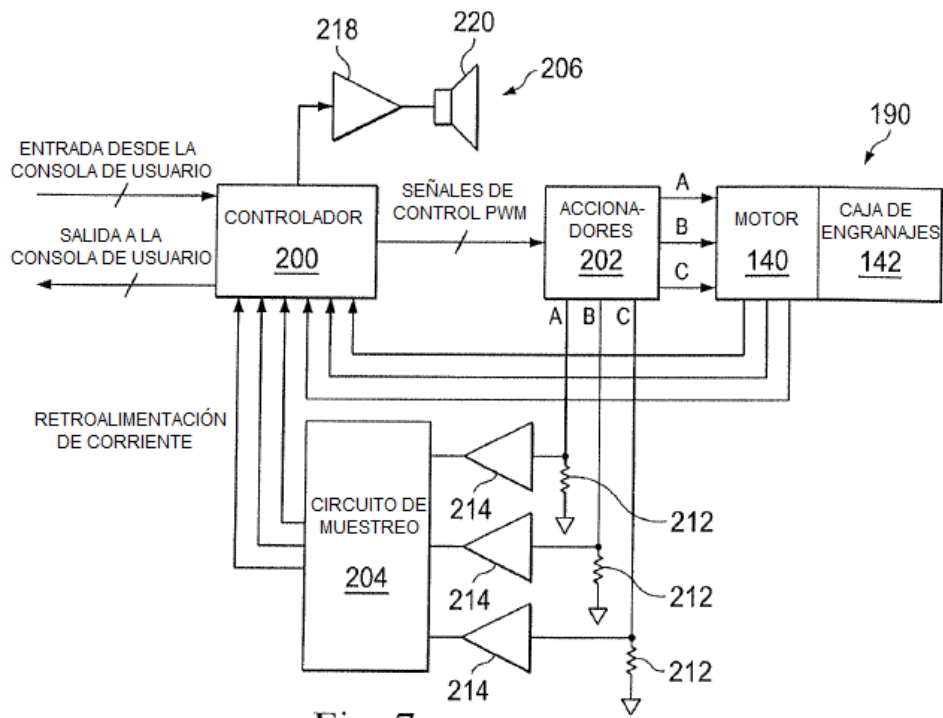 218
220
206
190
ENTRADA DESDE LA
CONSOLA DE USUARIO
SALIDA A LA
CONSOLA DE USUARIO
CONTROLADOR
200
SEÑALES DE
CONTROL PWM
ACCIONA-
DORES
202
A
B
C
MOTOR
140
CAJA DE
ENGRANAJES
142
A
B
C
RETROALIMENTACIÓN
DE CORRIENTE
CIRCUITO DE
MUESTREO
204
214
212
214
212
214
212